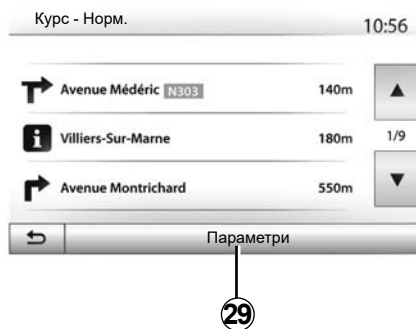 Курс - Норм. 10:56
Avenue Médéric N303 140m
Villiers-Sur-Marne 180m 1/9
Avenue Montrichard 550m
Параметри
29